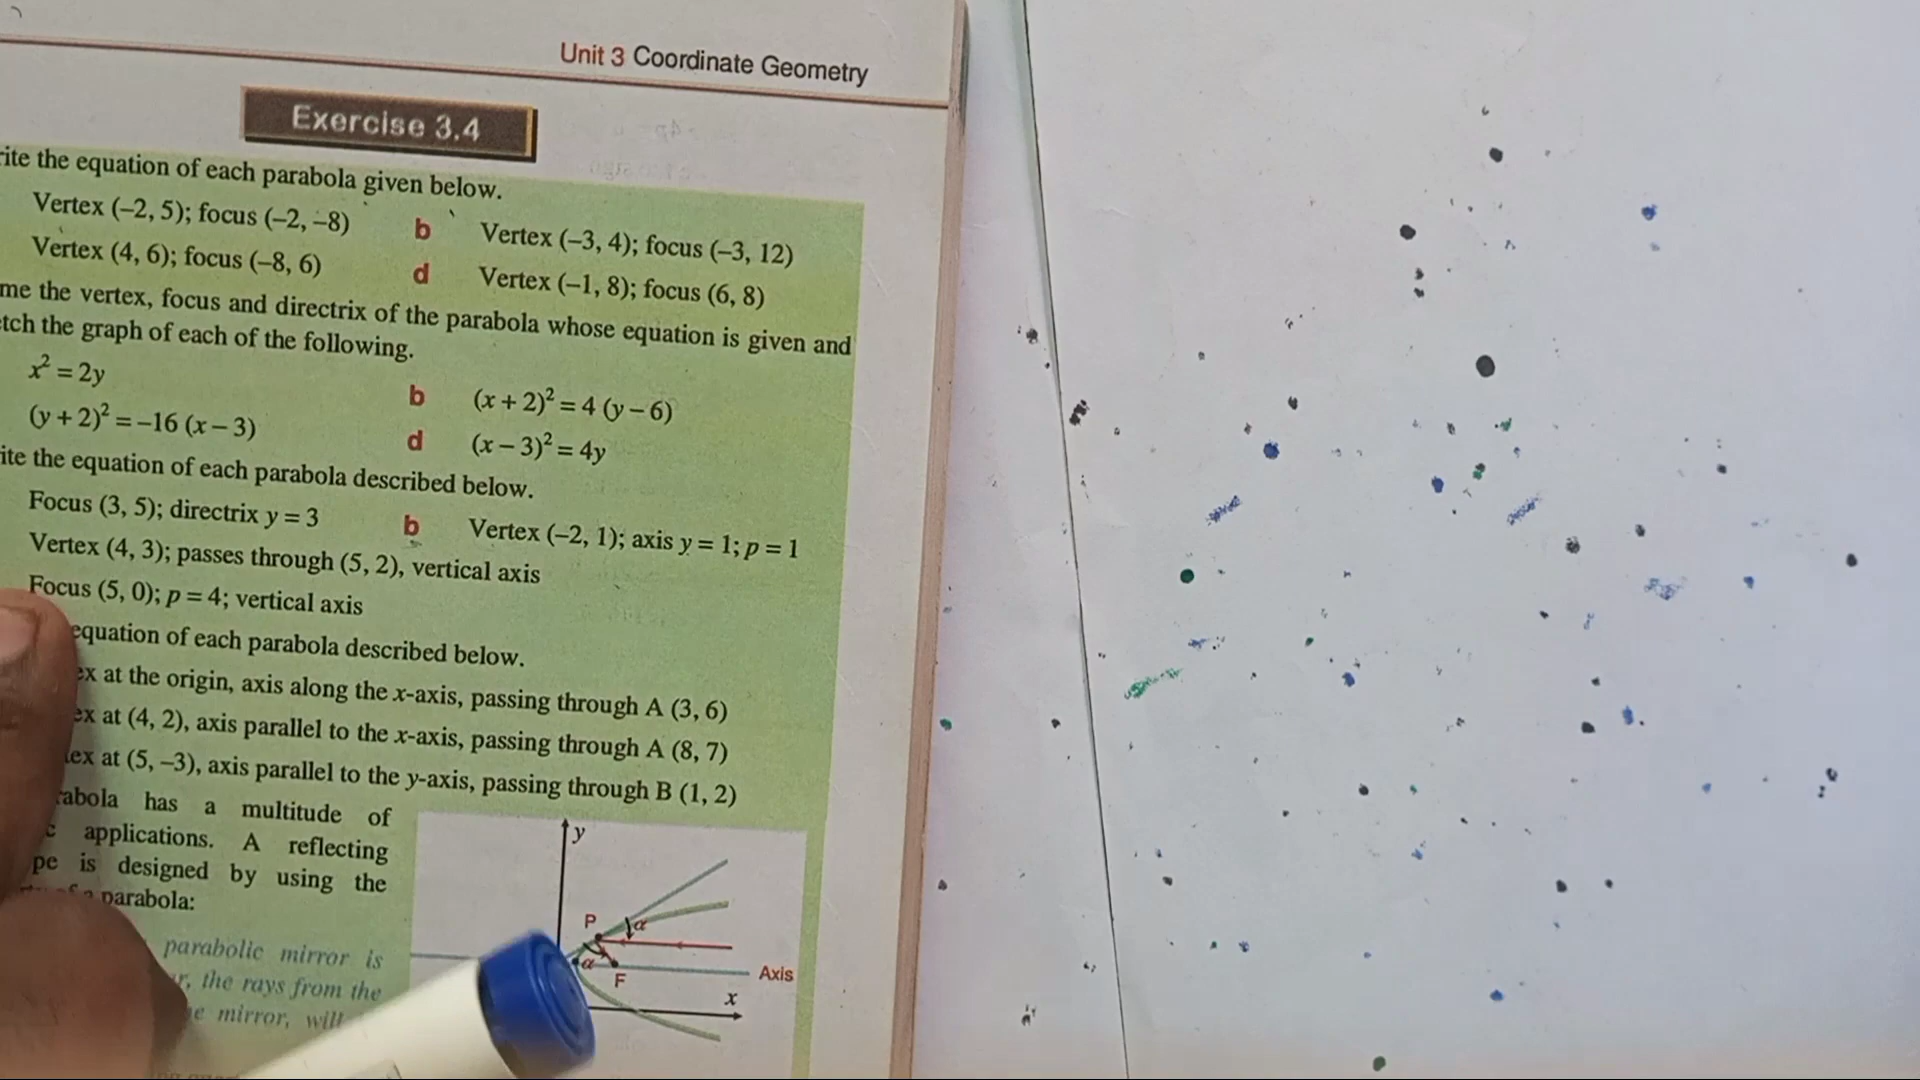 Unit 3 Coordinate Geometry
Exercise 3.4
rite the equation of each parabola given below.
Vertex (–2, 5); focus (–2, –8) b Vertex (–3, 4); focus (–3, 12)
Vertex (4, 6); focus (–8, 6) d Vertex (–1, 8); focus (6, 8)
me the vertex, focus and directrix of the parabola whose equation is given and
etch the graph of each of the following.
x² = 2y b (x + 2)² = 4 (y – 6)
(y + 2)² = –16 (x – 3) d (x – 3)² = 4y
ite the equation of each parabola described below.
Focus (3, 5); directrix y = 3 b Vertex (–2, 1); axis y = 1; p = 1
Vertex (4, 3); passes through (5, 2), vertical axis
Focus (5, 0); p = 4; vertical axis
equation of each parabola described below.
ex at the origin, axis along the x-axis, passing through A (3, 6)
ex at (4, 2), axis parallel to the x-axis, passing through A (8, 7)
tex at (5, –3), axis parallel to the y-axis, passing through B (1, 2)
rabola has a multitude of
c applications. A reflecting
pe is designed by using the
parabola:
parabolic mirror is
r, the rays from the
e mirror, will
y
P
α
α
F
Axis
x